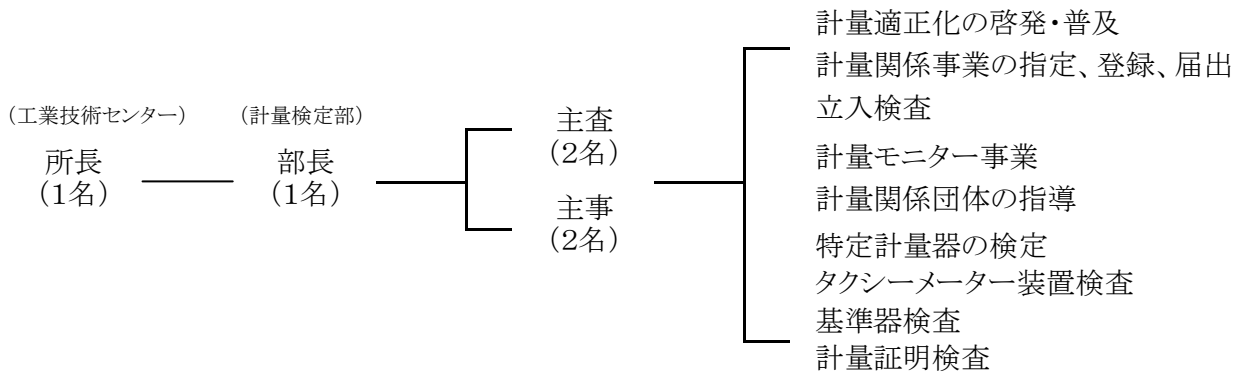 (工業技術センター)
所長
(1名)
(計量検定部)
部長
(1名)
主査
(2名)
主事
(2名)
計量適正化の啓発・普及
計量関係事業の指定、登録、届出
立入検査
計量モニター事業
計量関係団体の指導
特定計量器の検定
タクシーメーター装置検査
基準器検査
計量証明検査